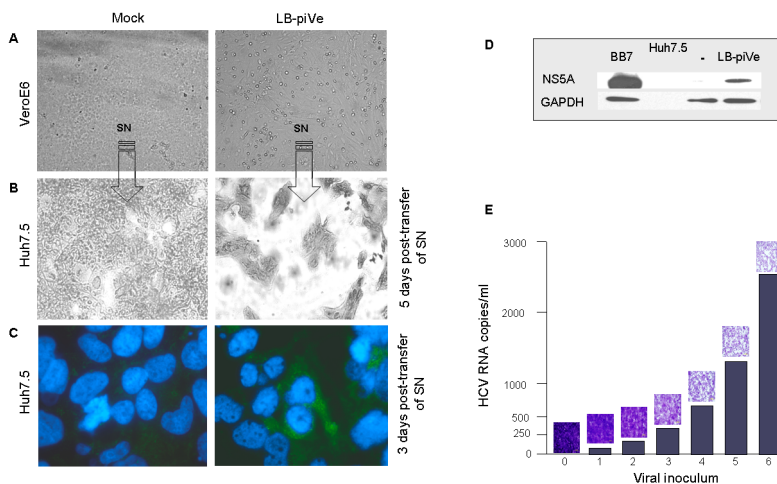 Mock
LB-piVe
A
VeroE6
SN
SN
B
Huh7.5
5 days post-transfer
of SN
C
Huh7.5
3 days post-transfer
of SN
D
Huh7.5
BB7
-
LB-piVe
NS5A
GAPDH
E
HCV RNA copies/ml
3000
2000
1000
500
250
0
0 1 2 3 4 5 6
Viral inoculum